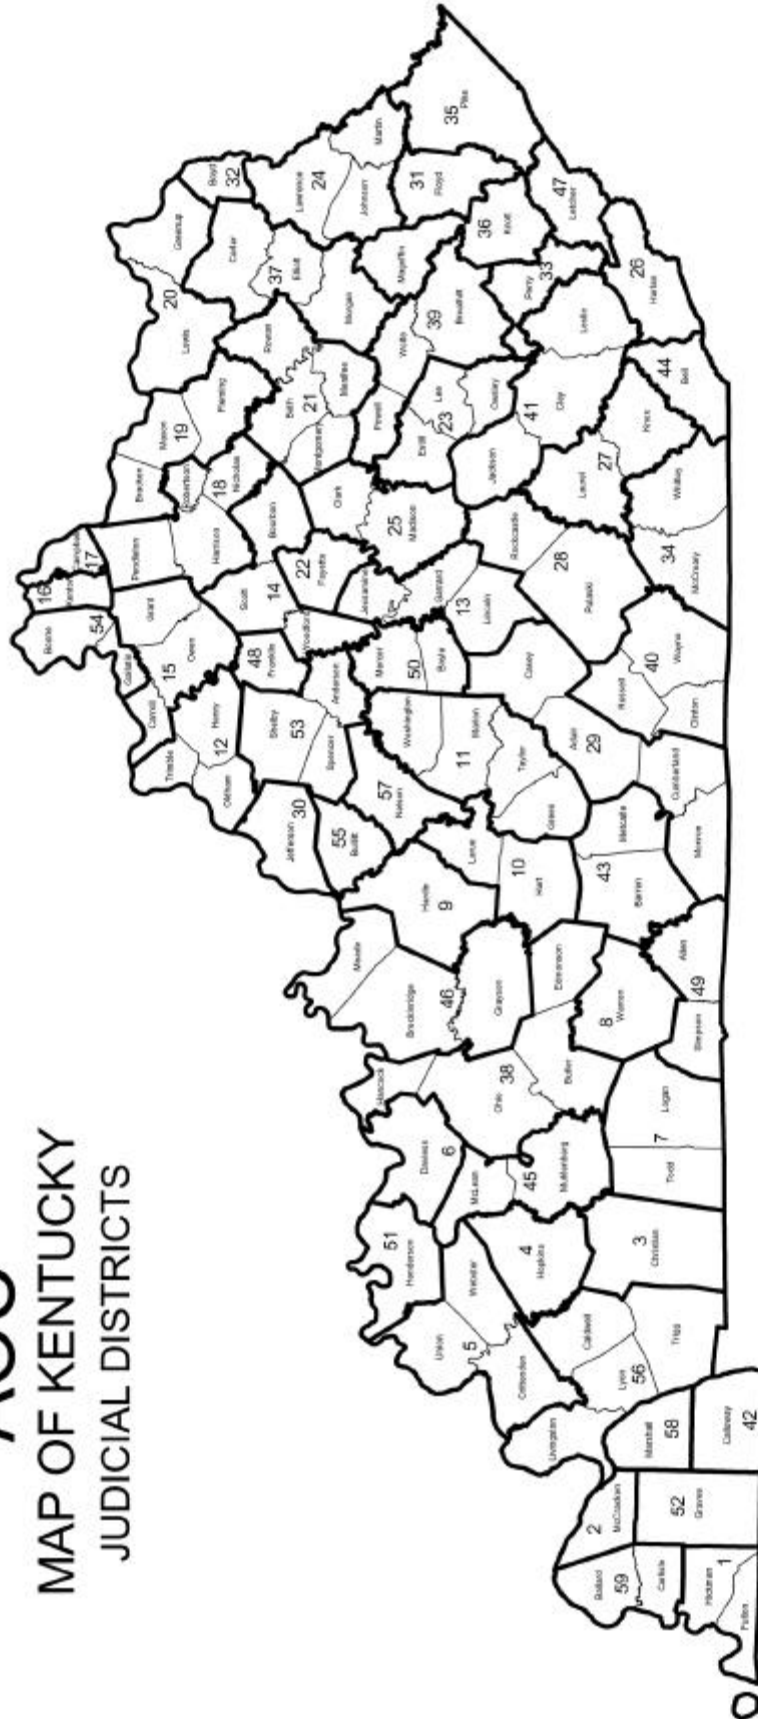 MAP OF KENTUCKY
JUDICIAL DISTRICTS
Boone
54
16
Kenton
Campbell
17
Gallatin
Grant
Pendleton
Bracken
Mason
19
Lewis
20
Greenup
Boyd
32
Carroll
Trimble
15
Owen
Harrison
Robertson
18
Nicholas
Fleming
Carter
Oldham
Henry
12
48
Franklin
Scott
14
Bourbon
Bath
21
Rowan
37
Elliott
Lawrence
24
Jefferson
30
Shelby
53
Spencer
Anderson
Woodford
22
Fayette
Clark
Montgomery
Menifee
Morgan
Johnson
Martin
55
Bullitt
57
Nelson
Washington
Mercer
50
Boyle
Jessamine
25
Madison
Estill
Powell
Wolfe
Magoffin
31
Floyd
35
Pike
Meade
Breckinridge
46
Grayson
Hardin
9
Larue
Marion
11
Taylor
Green
Garrard
13
Lincoln
Casey
Rockcastle
Jackson
Lee
23
Owsley
39
Breathitt
36
Knott
Perry
33
47
Letcher
Hancock
Daviess
6
McLean
Ohio
38
Butler
Edmonson
10
Hart
Adair
29
Russell
28
Pulaski
Laurel
27
41
Clay
Leslie
26
Harlan
51
Henderson
Union
5
Webster
Crittenden
4
Hopkins
45
Muhlenberg
8
Warren
43
Barren
Metcalfe
Cumberland
Monroe
Clinton
40
Wayne
34
McCreary
Whitley
Knox
44
Bell
Livingston
Caldwell
Lyon
56
Trigg
3
Christian
Todd
7
Logan
Simpson
49
Allen
2
McCracken
Ballard
59
Carlisle
52
Graves
Marshall
58
Calloway
42
Hickman
1
Fulton